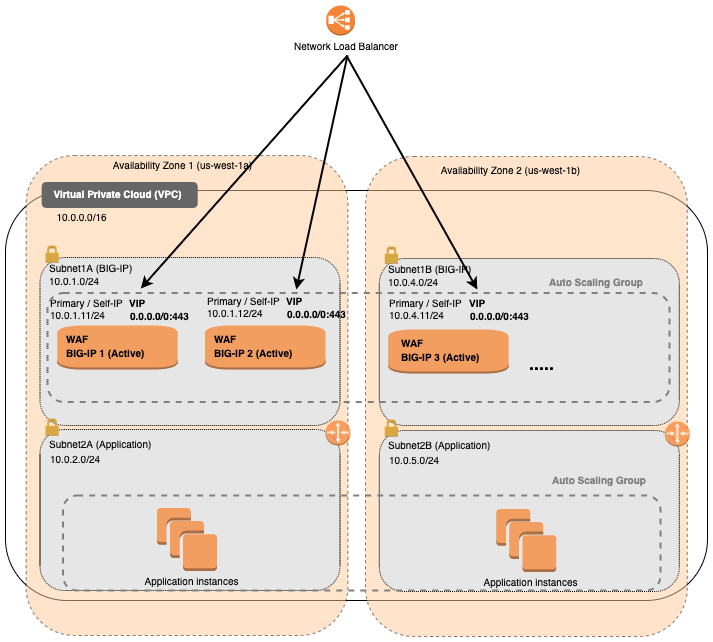 Network Load Balancer
Availability Zone 1 (us-west-1a)
Availability Zone 2 (us-west-1b)
Virtual Private Cloud (VPC)
10.0.0.0/16
Subnet1A (BIG-IP)
10.0.1.0/24
Primary / Self-IP
10.0.1.11/24
VIP
0.0.0.0/0:443
Primary / Self-IP
10.0.1.12/24
VIP
0.0.0.0/0:443
WAF
BIG-IP 1 (Active)
WAF
BIG-IP 2 (Active)
Subnet1B (BIG-IP)
10.0.4.0/24
Auto Scaling Group
Primary / Self-IP
10.0.4.11/24
VIP
0.0.0.0/0:443
WAF
BIG-IP 3 (Active)
.....
Subnet2A (Application)
10.0.2.0/24
Application instances
Subnet2B (Application)
10.0.5.0/24
Auto Scaling Group
Application instances